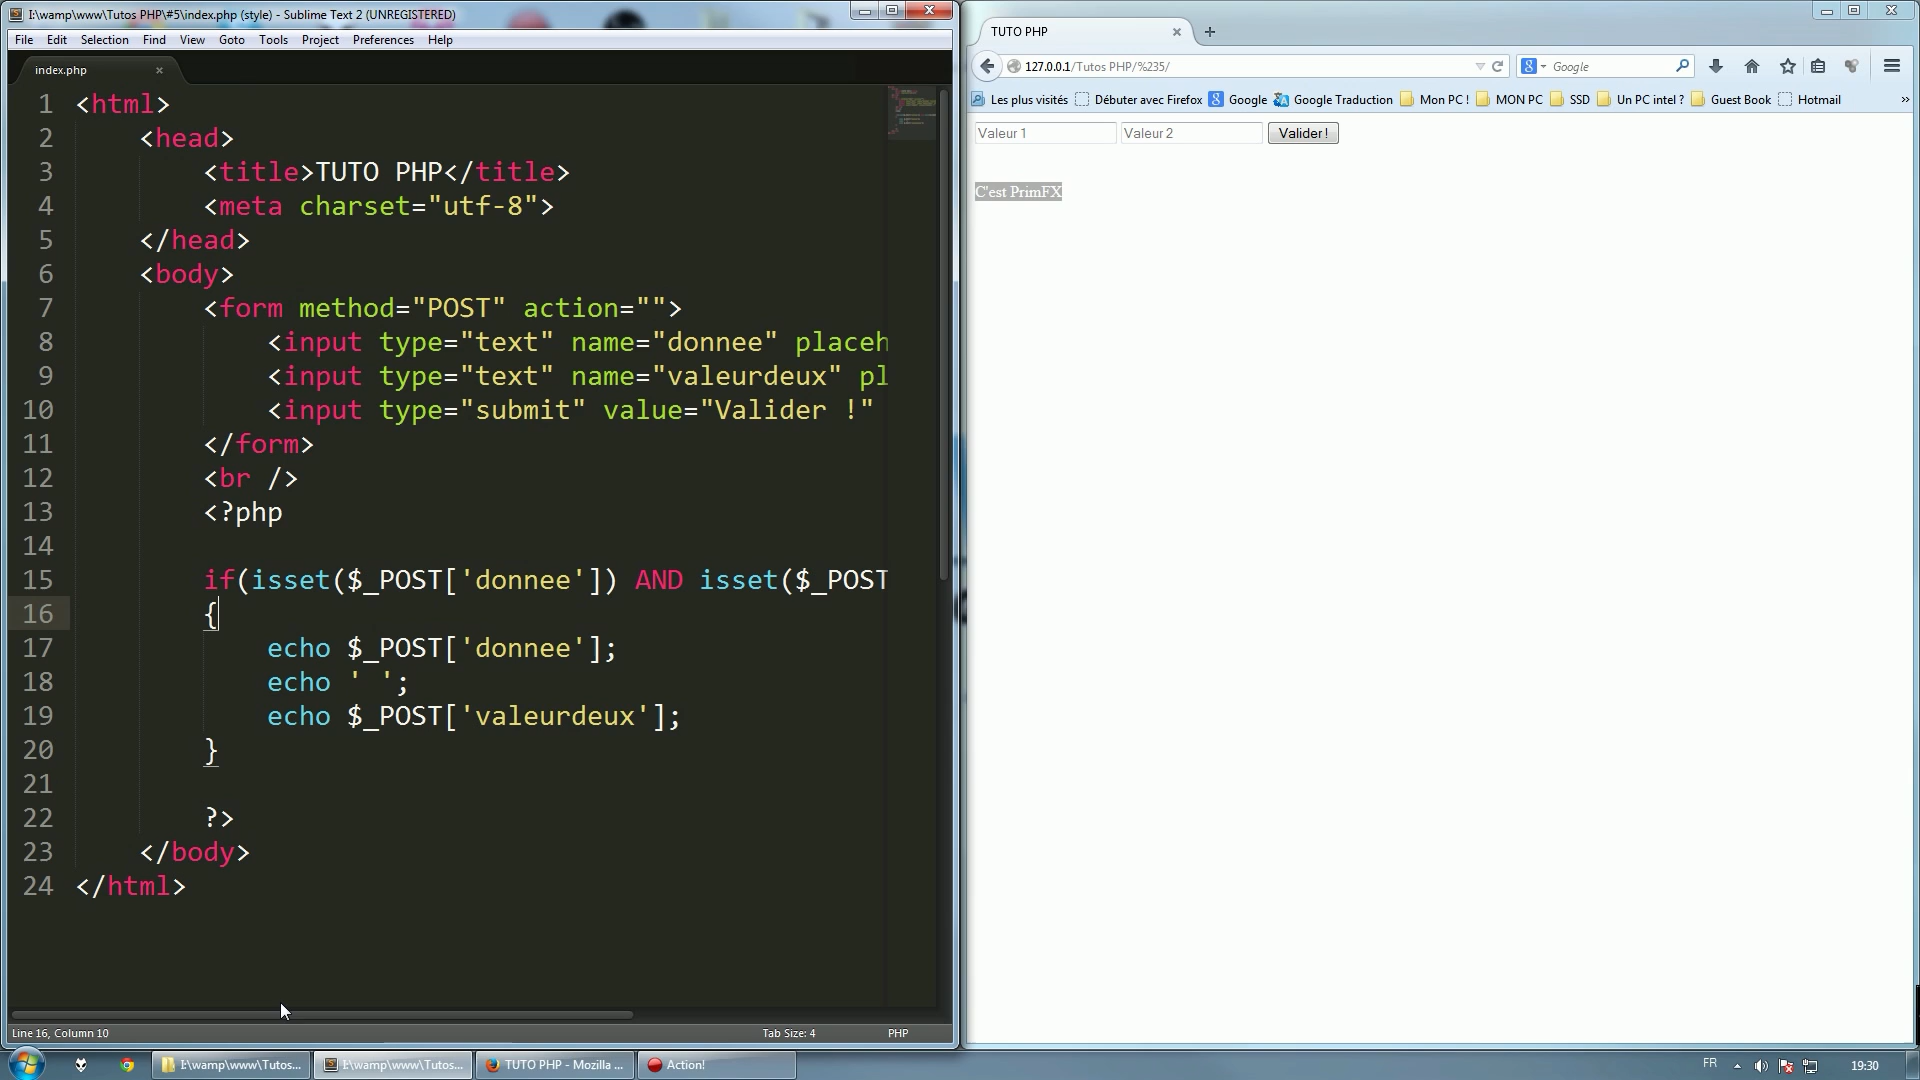 I:\wamp\www\Tutos PHP\#5\index.php (style) - Sublime Text 2 (UNREGISTERED)
File Edit Selection Find View Goto Tools Project Preferences Help
index.php
1 <html>
2 <head>
3 <title>TUTO PHP</title>
4 <meta charset="utf-8">
5 </head>
6 <body>
7 <form method="POST" action="">
8 <input type="text" name="donnee" placeh
9 <input type="text" name="valeurdeux" pl
10 <input type="submit" value="Valider !"
11 </form>
12 <br />
13 <?php
14
15 if(isset($_POST['donnee']) AND isset($_POST
16 {
17 echo $_POST['donnee'];
18 echo ' ';
19 echo $_POST['valeurdeux'];
20 }
21
22 ?>
23 </body>
24 </html>
Line 16, Column 10 Tab Size: 4 PHP
TUTO PHP
127.0.0.1/Tutos PHP/%235/ Google
Les plus visités Débuter avec Firefox Google Google Traduction Mon PC ! MON PC SSD Un PC intel ? Guest Book Hotmail »
Valeur 1 Valeur 2 Valider !
C'est PrimFX
I:\wamp\www\Tutos... I:\wamp\www\Tutos... TUTO PHP - Mozilla ... Action! FR 19:30